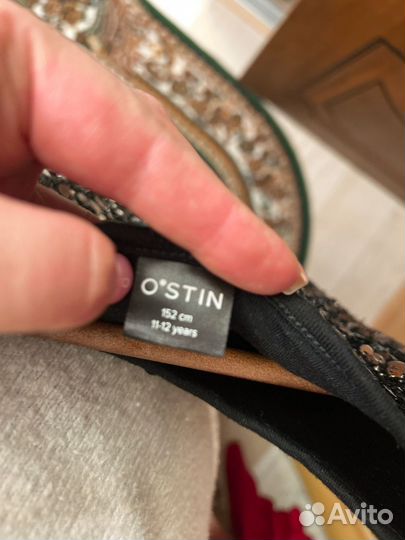 O'STIN
152 cm
11-12 years
Avito